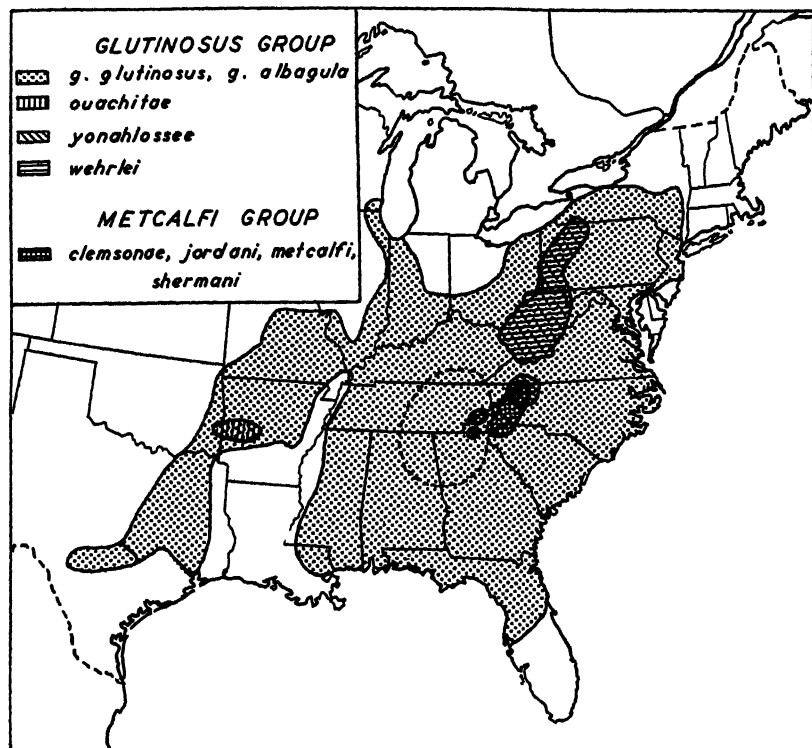 GLUTINOSUS GROUP
g. glutinosus, g. albagula
ouachitae
yonahlossee
wehrlei
METCALFI GROUP
clemsonae, jordani, metcalfi,
shermani